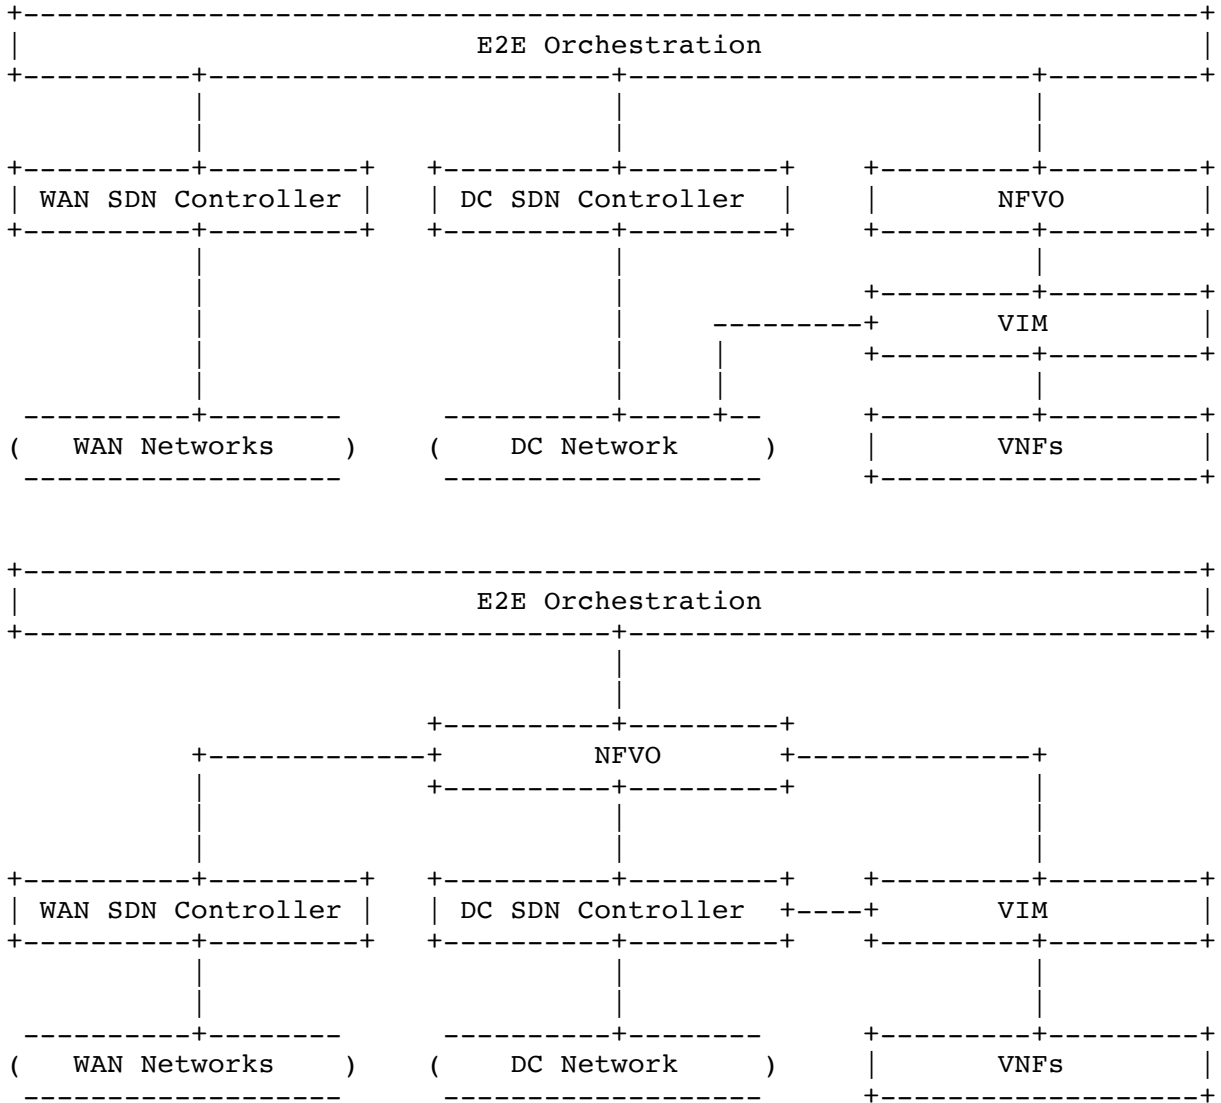 E2E Orchestration
WAN SDN Controller DC SDN Controller NFVO
VIM
WAN Networks DC Network VNFs
E2E Orchestration
NFVO
WAN SDN Controller DC SDN Controller VIM
WAN Networks DC Network VNFs